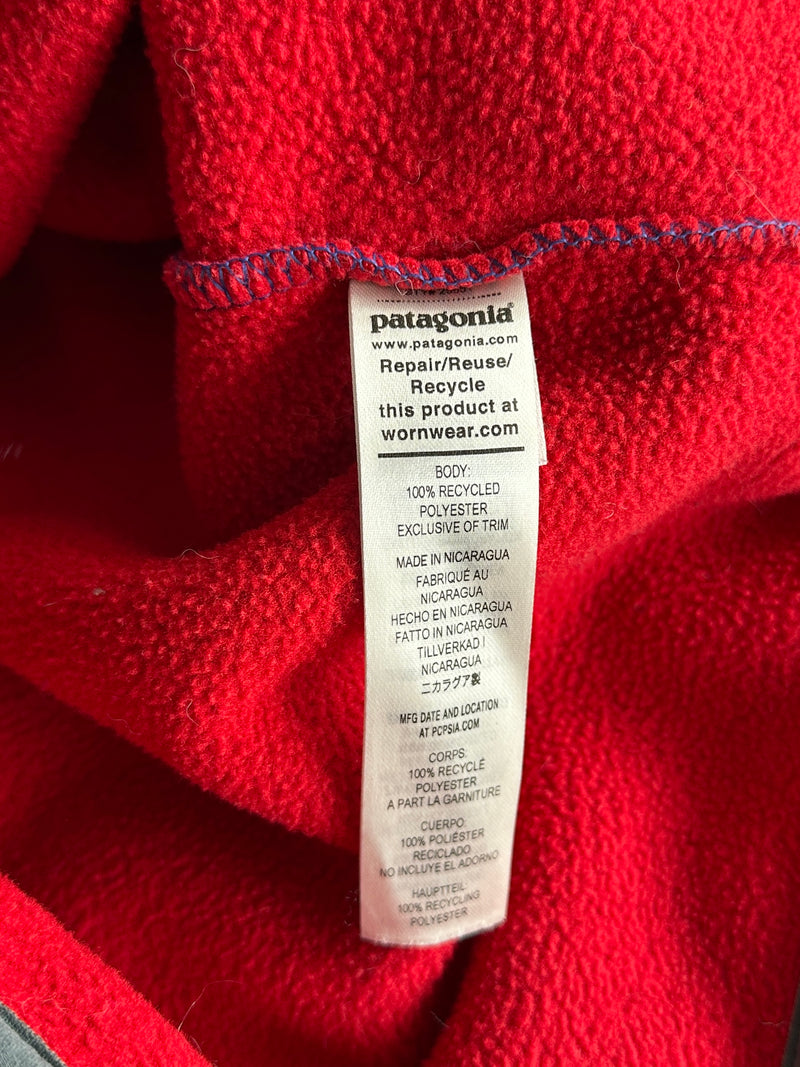 patagonia®
www.patagonia.com
Repair/Reuse/
Recycle
this product at
wornwear.com
BODY:
100% RECYCLED
POLYESTER
EXCLUSIVE OF TRIM
MADE IN NICARAGUA
FABRIQUÉ AU
NICARAGUA
HECHO EN NICARAGUA
FATTO IN NICARAGUA
TILLVERKAD I
NICARAGUA
ニカラグア製
MFG DATE AND LOCATION
AT PCPSIA.COM
CORPS:
100% RECYCLÉ
POLYESTER
A PART LA GARNITURE
CUERPO:
100% POLIÉSTER
RECICLADO
NO INCLUYE EL ADORNO
HAUPTTEIL:
100% RECYCLING
POLYESTER